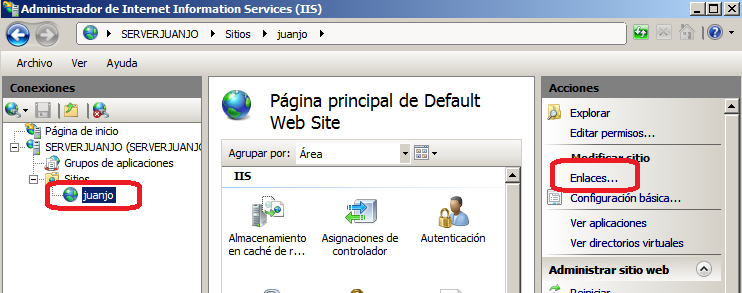 Administrador de Internet Information Services (IIS)
SERVERJUANJO Sitios juanjo
Archivo Ver Ayuda
Conexiones
Página de inicio
SERVERJUANJO (SERVERJUANJO
Grupos de aplicaciones
Sitios
juanjo
Página principal de Default
Web Site
Agrupar por: Área
IIS
Almacenamiento
en caché de r...
Asignaciones de
controlador
Autenticación
Acciones
Explorar
Editar permisos...
Modificar sitio
Enlaces...
Configuración básica...
Ver aplicaciones
Ver directorios virtuales
Administrar sitio web
Reiniciar